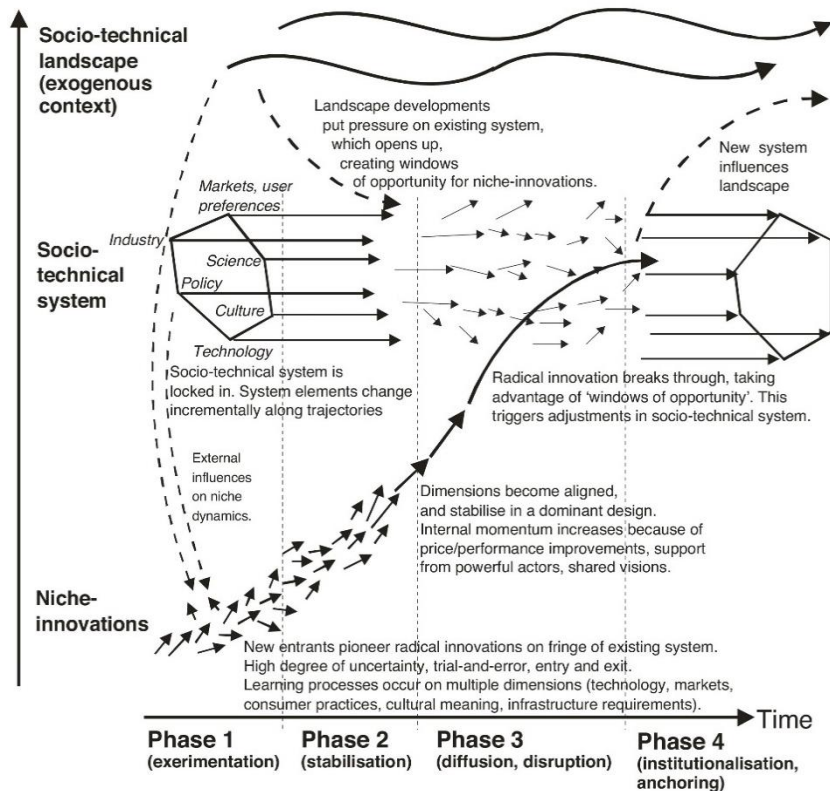 Socio-technical
landscape
(exogenous
context)
Landscape developments
put pressure on existing system,
which opens up,
creating windows
of opportunity for niche-innovations.
New system
influences
landscape
Markets, user
preferences
Industry
Science
Policy
Culture
Technology
Socio-
technical
system
Socio-technical system is
locked in. System elements change
incrementally along trajectories
Radical innovation breaks through, taking
advantage of ‘windows of opportunity’. This
triggers adjustments in socio-technical system.
External
influences
on niche
dynamics.
Dimensions become aligned,
and stabilise in a dominant design.
Internal momentum increases because of
price/performance improvements, support
from powerful actors, shared visions.
Niche-
innovations
New entrants pioneer radical innovations on fringe of existing system.
High degree of uncertainty, trial-and-error, entry and exit.
Learning processes occur on multiple dimensions (technology, markets,
consumer practices, cultural meaning, infrastructure requirements).
Time
Phase 1
(exerimentation)
Phase 2
(stabilisation)
Phase 3
(diffusion, disruption)
Phase 4
(institutionalisation,
anchoring)